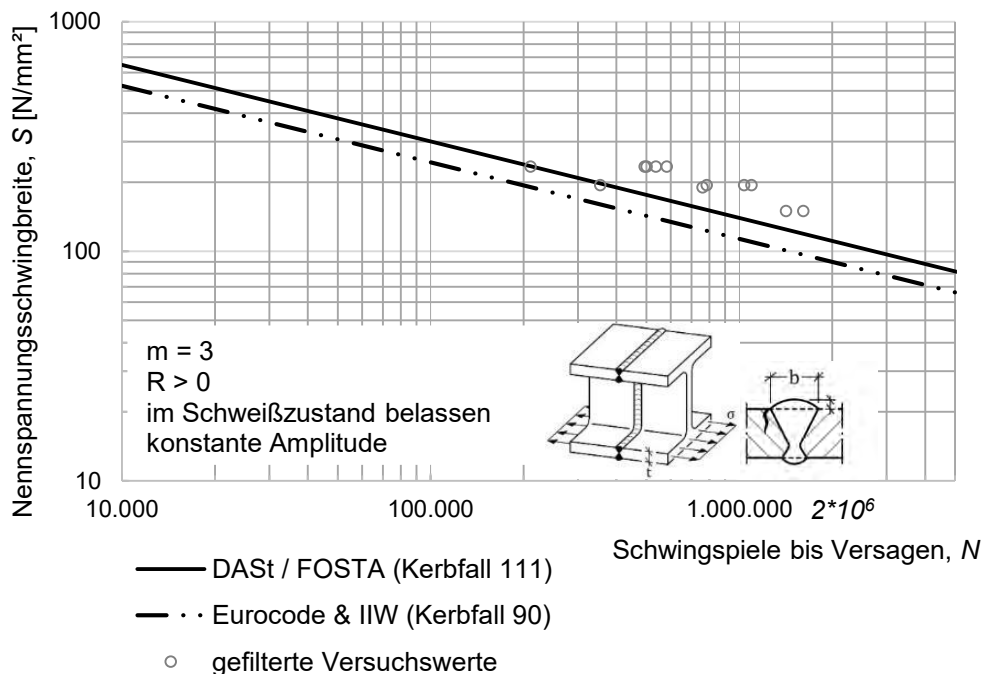 1000
100
10
Nennspannungsschwingbreite, S [N/mm²]
m = 3
R > 0
im Schweißzustand belassen
konstante Amplitude
σ
t
b
10.000
100.000
1.000.000
2*10⁶
Schwingspiele bis Versagen, N
DASt / FOSTA (Kerbfall 111)
Eurocode & IIW (Kerbfall 90)
gefilterte Versuchswerte